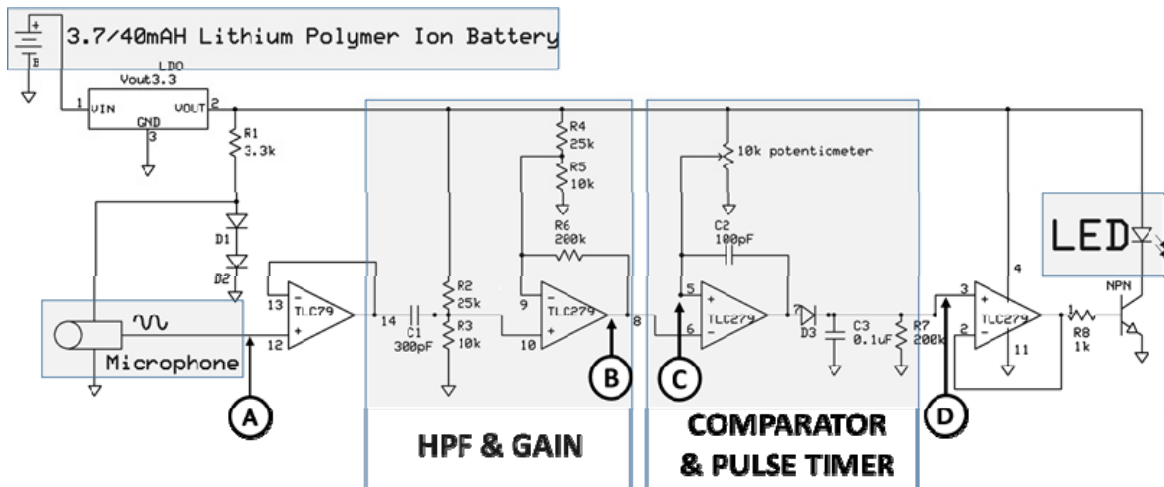 3.7/40mAH Lithium Polymer Ion Battery
+
B
LDO
Vout3.3
1
VIN
VOUT
2
GND
3
R1
3.3k
D1
D2
Microphone
A
13
12
TLC79
14
C1
300pF
R2
25k
R3
10k
R4
25k
R5
10k
R6
200k
9
10
TLC279
8
B
HPF & GAIN
10k potenticmeter
C2
100pF
5
6
TLC279
7
C
D3
C3
0.1uF
R7
200k
COMPARATOR
& PULSE TIMER
D
3
2
4
11
TLC279
1
R8
1k
NPN
LED